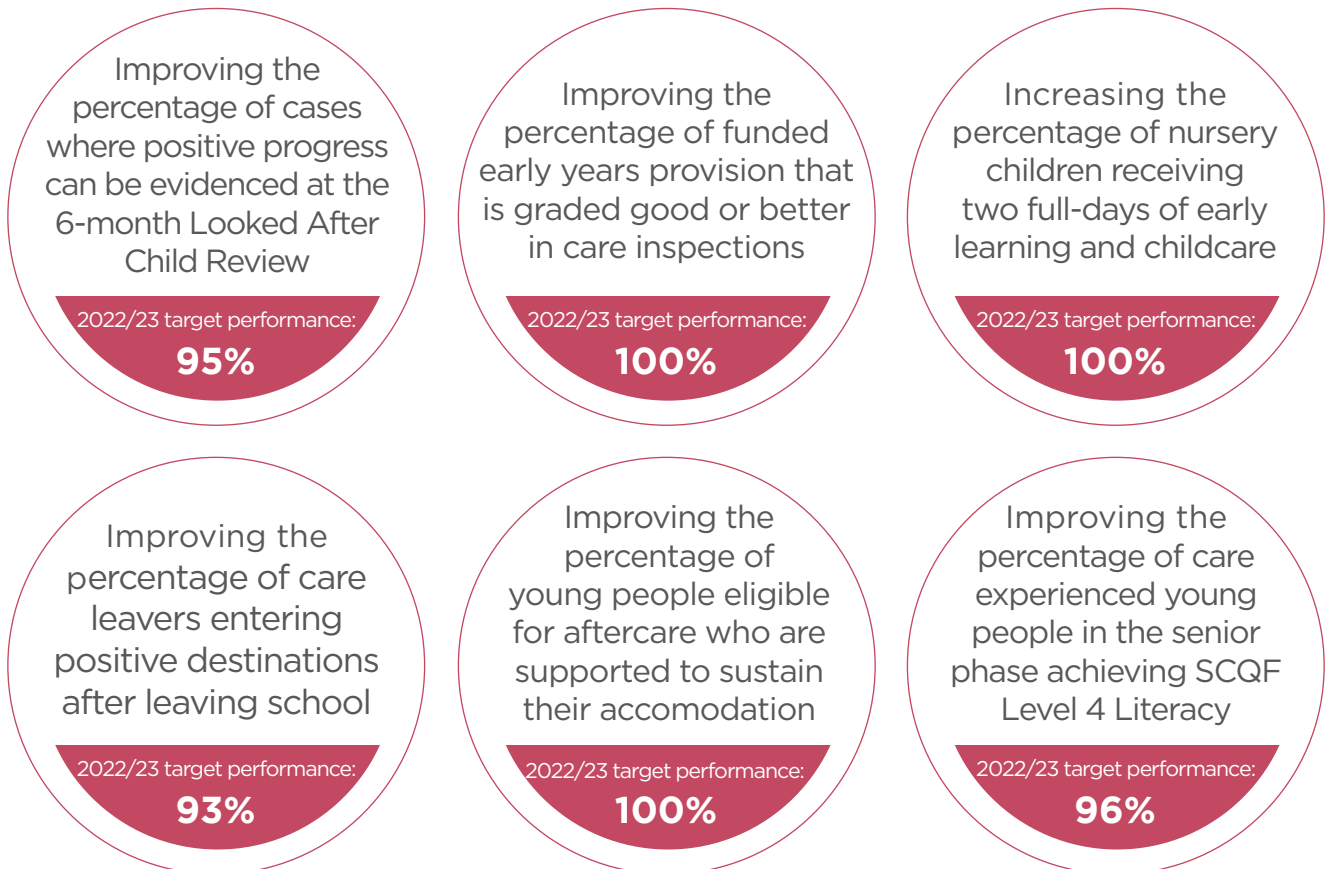 Improving the
percentage of cases
where positive progress
can be evidenced at the
6-month Looked After
Child Review
2022/23 target performance:
95%
Improving the
percentage of funded
early years provision that
is graded good or better
in care inspections
2022/23 target performance:
100%
Increasing the
percentage of nursery
children receiving
two full-days of early
learning and childcare
2022/23 target performance:
100%
Improving the
percentage of care
leavers entering
positive destinations
after leaving school
2022/23 target performance:
93%
Improving the
percentage of
young people eligible
for aftercare who are
supported to sustain
their accomodation
2022/23 target performance:
100%
Improving the
percentage of care
experienced young
people in the senior
phase achieving SCQF
Level 4 Literacy
2022/23 target performance:
96%